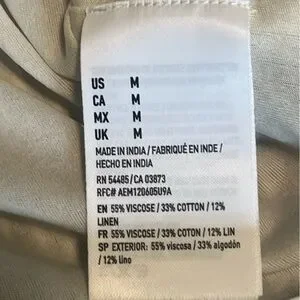 US M
CA M
MX M
UK M
MADE IN INDIA / FABRIQUÉ EN INDE /
HECHO EN INDIA
RN 54485/CA 03873
RFC# AEM120605U9A
EN 55% VISCOSE / 33% COTTON / 12%
LINEN
FR 55% VISCOSE / 33% COTON / 12% LIN
SP EXTERIOR: 55% viscosa / 33% algodón
/ 12% lino